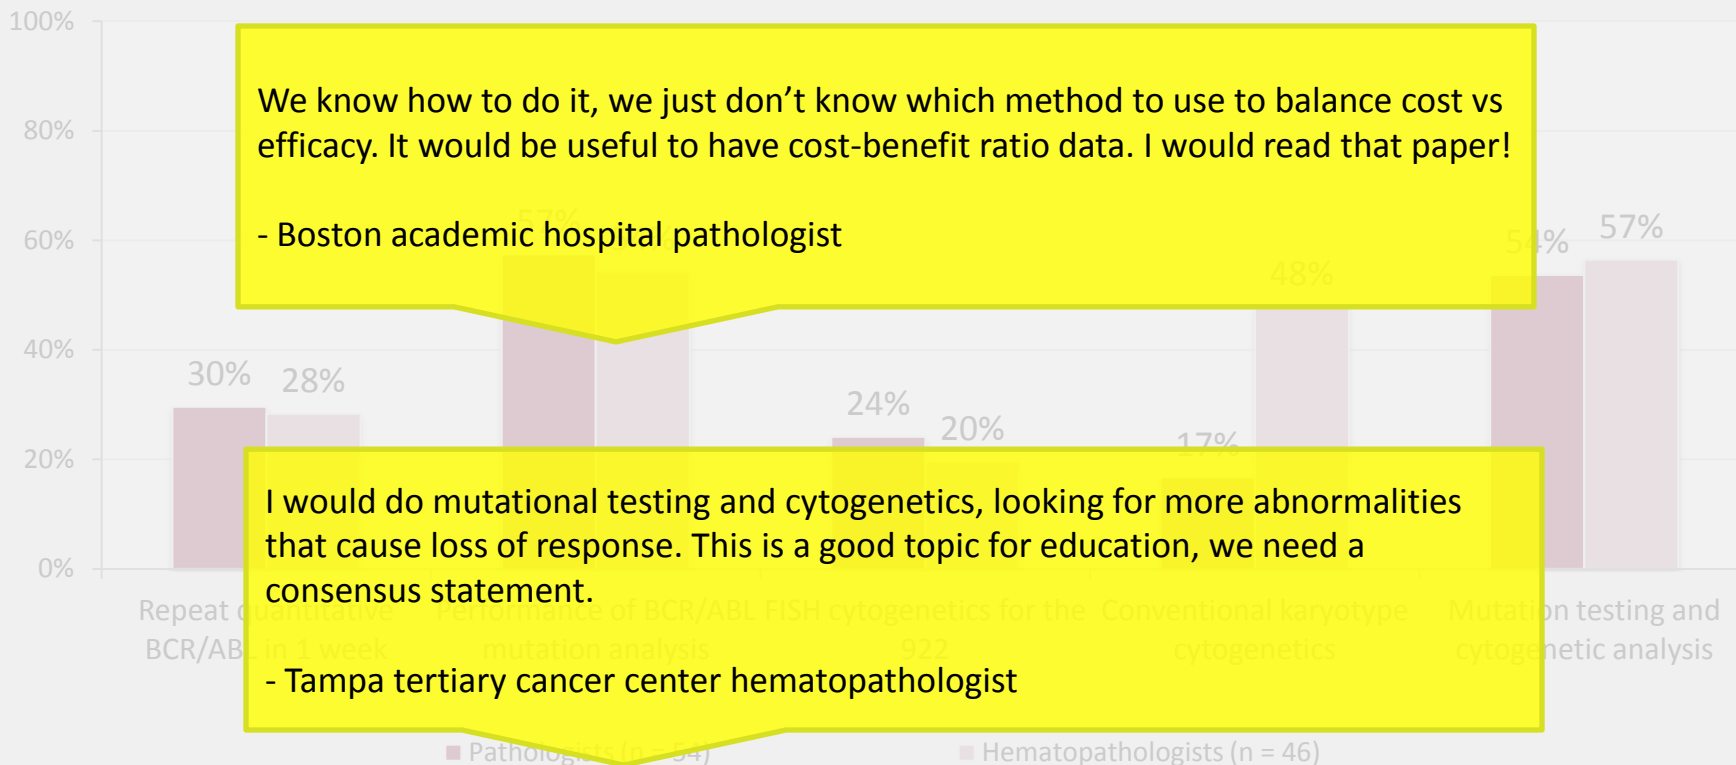 100%
80%
60%
40%
20%
0%
We know how to do it, we just don’t know which method to use to balance cost vs
efficacy. It would be useful to have cost-benefit ratio data. I would read that paper!
- Boston academic hospital pathologist
30%
28%
57%
24%
20%
17%
48%
54%
57%
I would do mutational testing and cytogenetics, looking for more abnormalities
that cause loss of response. This is a good topic for education, we need a
consensus statement.
- Tampa tertiary cancer center hematopathologist
Repeat quantitative
BCR/ABL in 1 week
Performance of BCR/ABL
mutation analysis
FISH cytogenetics for the
922
Conventional karyotype
cytogenetics
Mutation testing and
cytogenetic analysis
Pathologists (n = 54)
Hematopathologists (n = 46)